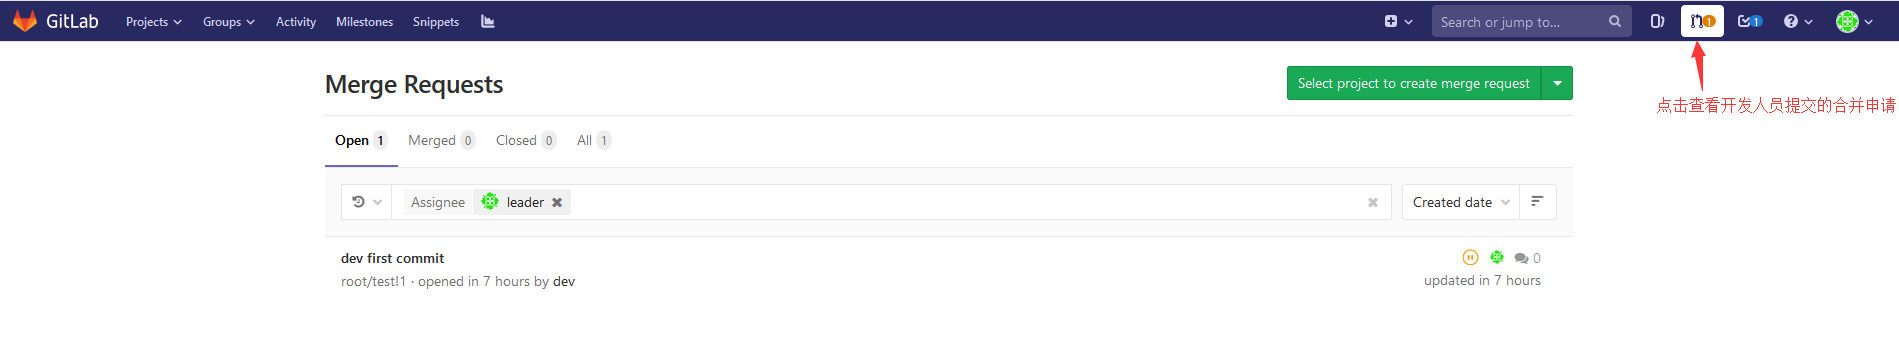 GitLab Projects Groups Activity Milestones Snippets Search or jump to... 1 1
Merge Requests
Select project to create merge request
点击查看开发人员提交的合并申请
Open 1 Merged 0 Closed 0 All 1
Assignee leader Created date
dev first commit 0
root/test!1 · opened in 7 hours by dev updated in 7 hours